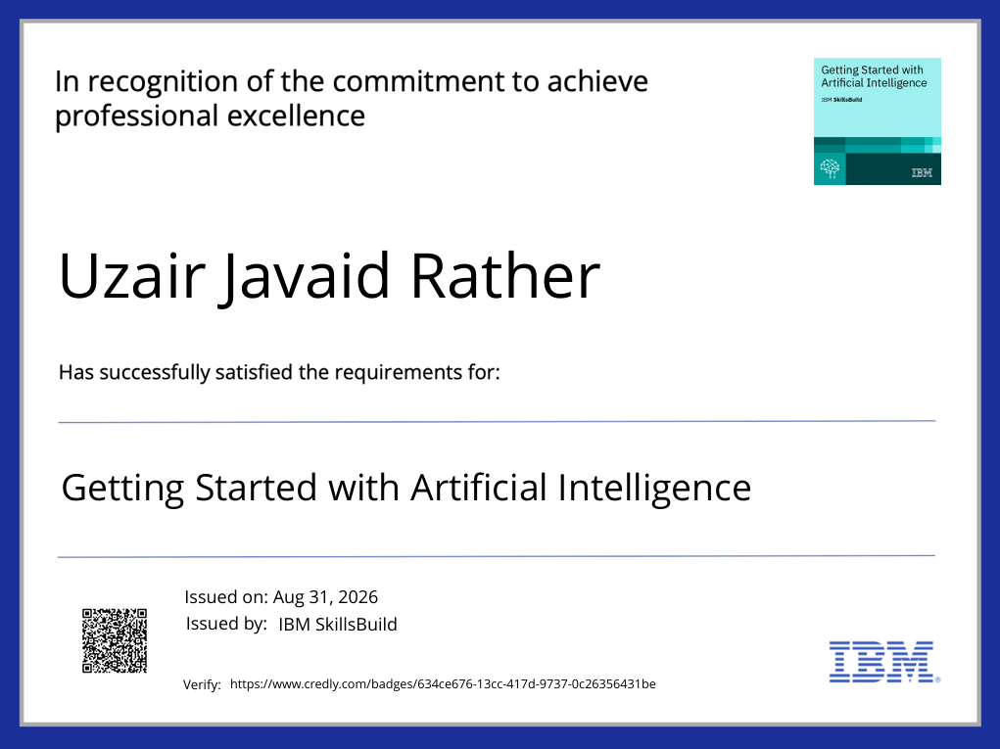 In recognition of the commitment to achieve
professional excellence
Getting Started with
Artificial Intelligence
IBM SkillsBuild
IBM
Uzair Javaid Rather
Has successfully satisfied the requirements for:
Getting Started with Artificial Intelligence
Issued on: Aug 31, 2026
Issued by: IBM SkillsBuild
Verify: https://www.credly.com/badges/634ce676-13cc-417d-9737-0c26356431be
IBM®